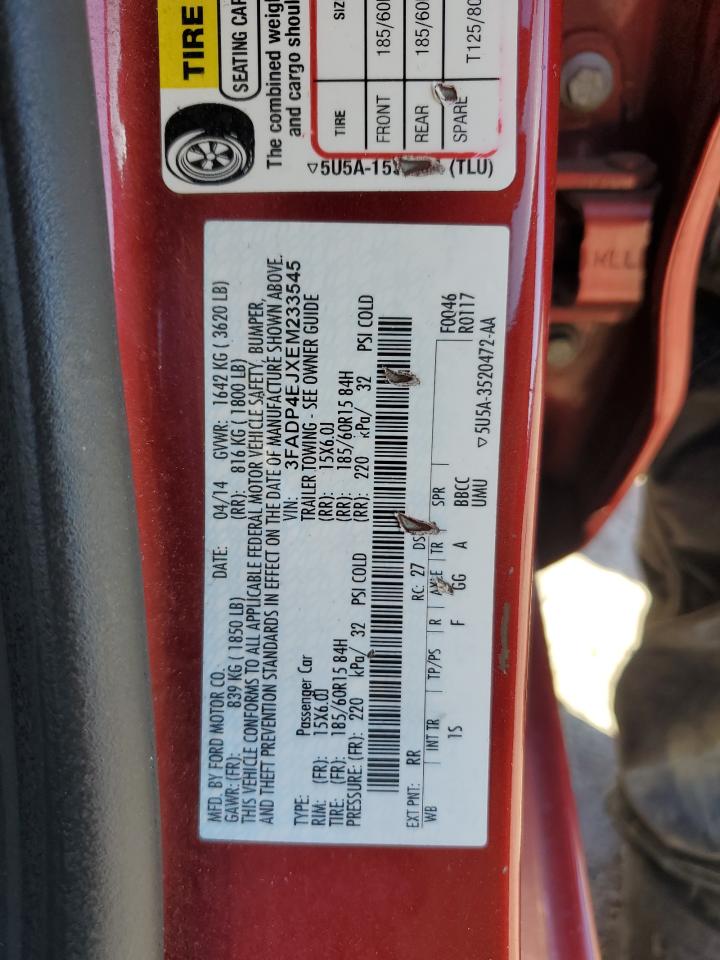 TIRE
SEATING CAP
The combined weigh
and cargo shoul
TIRE SIZ
FRONT 185/60
REAR 185/60
SPARE T125/80
▽5U5A-15 (TLU)
MFD. BY FORD MOTOR CO. DATE: 04/14 GVWR: 1642 KG ( 3620 LB)
GAWR: (FR): 839 KG ( 1850 LB) (RR): 816 KG ( 1800 LB)
THIS VEHICLE CONFORMS TO ALL APPLICABLE FEDERAL MOTOR VEHICLE SAFETY, BUMPER,
AND THEFT PREVENTION STANDARDS IN EFFECT ON THE DATE OF MANUFACTURE SHOWN ABOVE.
VIN: 3FADP4EJXEM233545
TYPE: Passenger Car TRAILER TOWING - SEE OWNER GUIDE
RIM: (FR): 15X6.0J (RR): 15X6.0J
TIRE: (FR): 185/60R15 84H (RR): 185/60R15 84H
PRESSURE: (FR): 220 kPa/ 32 PSI COLD (RR): 220 kPa/ 32 PSI COLD
EXT PNT: RR RC: 27 DS F0046
WB INT TR TP/PS R TR SPR R0117
1S F GG A BBCC
UMU
▽5U5A-3520472-AA